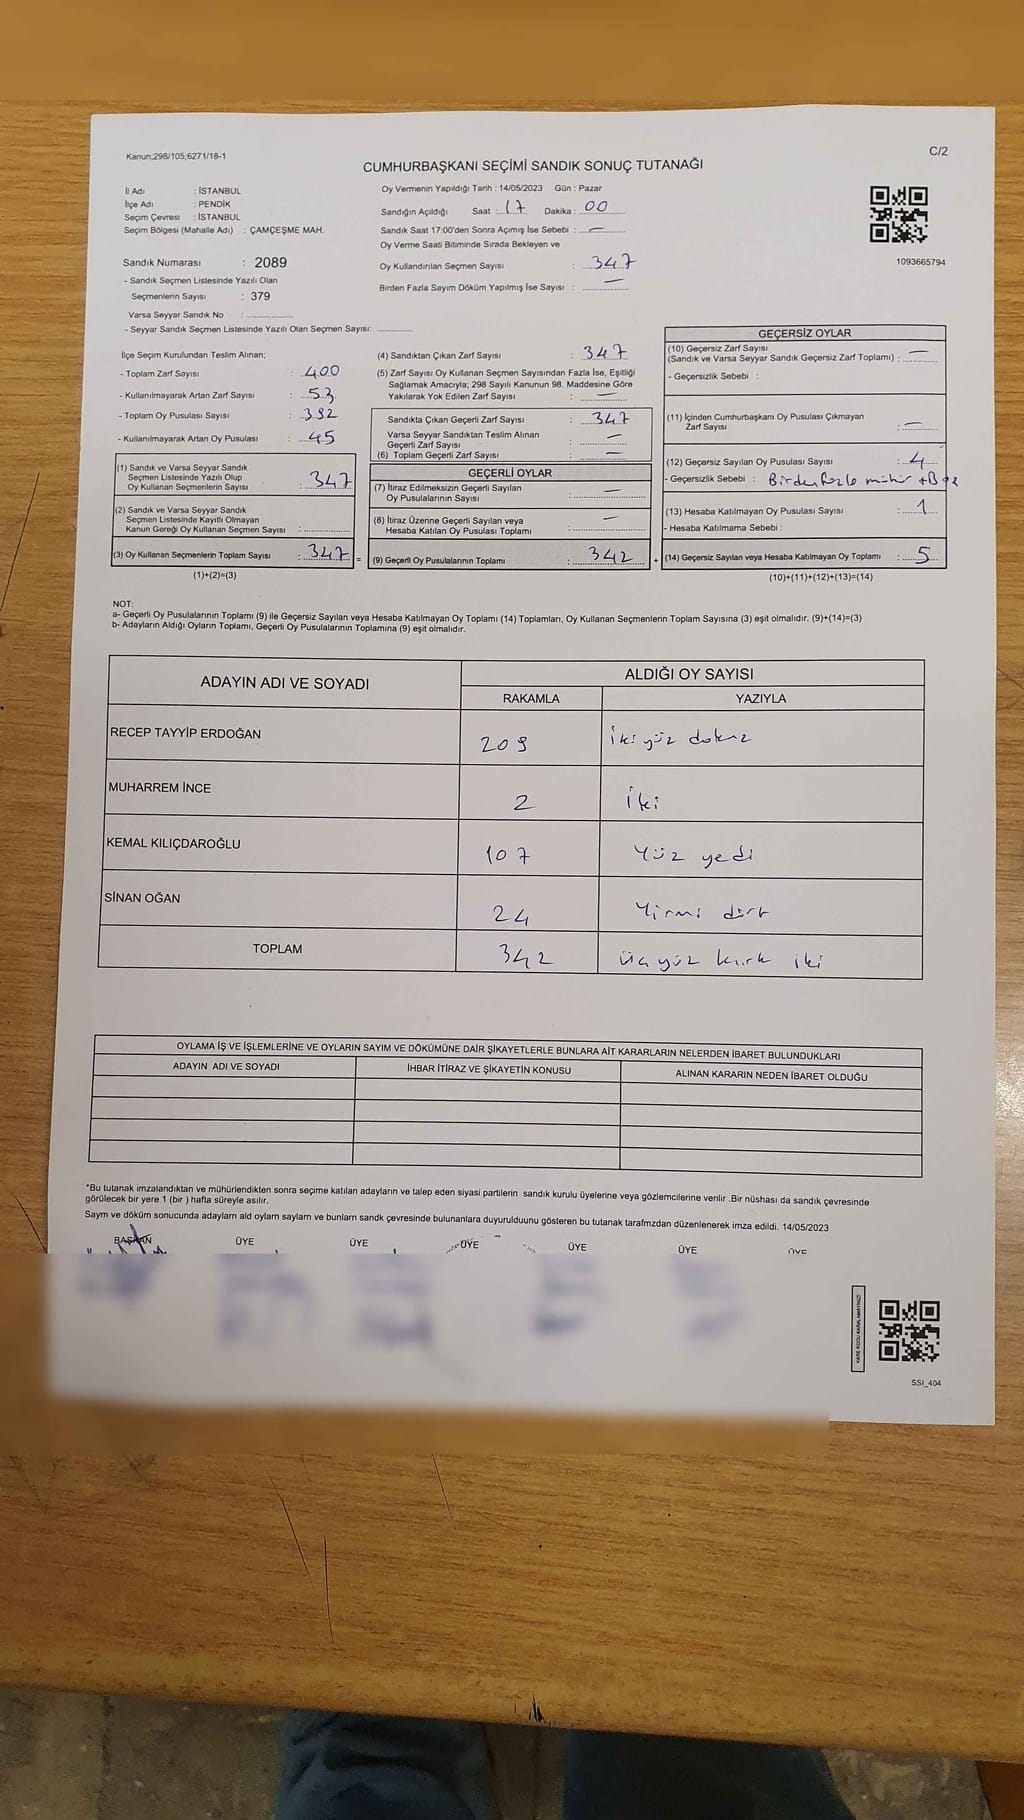 Kanun;298/105;6271/18-1
C/2
CUMHURBAŞKANI SEÇİMİ SANDIK SONUÇ TUTANAĞI
İl Adı : İSTANBUL
İlçe Adı : PENDİK
Seçim Çevresi : İSTANBUL
Seçim Bölgesi (Mahalle Adı) : ÇAMÇEŞME MAH.
Sandık Numarası : 2089
- Sandık Seçmen Listesinde Yazılı Olan
Seçmenlerin Sayısı : 379
Varsa Seyyar Sandık No :
- Seyyar Sandık Seçmen Listesinde Yazılı Olan Seçmen Sayısı:
Oy Vermenin Yapıldığı Tarih : 14/05/2023 Gün : Pazar
Sandığın Açıldığı Saat : 17 Dakika : 00
Sandık Saat 17:00'den Sonra Açımış İse Sebebi : —
Oy Verme Saati Bitiminde Sırada Bekleyen ve
Oy Kullandırılan Seçmen Sayısı : 347
Birden Fazla Sayım Döküm Yapılmış İse Sayısı : —
1093665794
İlçe Seçim Kurulundan Teslim Alınan;
- Toplam Zarf Sayısı : 400
- Kullanılmayarak Artan Zarf Sayısı : 53
- Toplam Oy Pusulası Sayısı : 392
- Kullanılmayarak Artan Oy Pusulası : 45
(1) Sandık ve Varsa Seyyar Sandık
Seçmen Listesinde Yazılı Olup
Oy Kullanan Seçmenlerin Sayısı : 347
(2) Sandık ve Varsa Seyyar Sandık
Seçmen Listesinde Kayıtlı Olmayan
Kanun Gereği Oy Kullanan Seçmen Sayısı :
(3) Oy Kullanan Seçmenlerin Toplam Sayısı : 347 =
(1)+(2)=(3)
(4) Sandıktan Çıkan Zarf Sayısı : 347
(5) Zarf Sayısı Oy Kullanan Seçmen Sayısından Fazla İse, Eşitliği
Sağlamak Amacıyla; 298 Sayılı Kanunun 98. Maddesine Göre
Yakılarak Yok Edilen Zarf Sayısı : —
Sandıkta Çıkan Geçerli Zarf Sayısı : 347
Varsa Seyyar Sandıktan Teslim Alınan
Geçerli Zarf Sayısı : —
(6) Toplam Geçerli Zarf Sayısı : —
GEÇERLİ OYLAR
(7) İtiraz Edilmeksizin Geçerli Sayılan
Oy Pusulalarının Sayısı : —
(8) İtiraz Üzerine Geçerli Sayılan veya
Hesaba Katılan Oy Pusulası Toplamı : —
(9) Geçerli Oy Pusulalarının Toplamı : 342 +
GEÇERSİZ OYLAR
(10) Geçersiz Zarf Sayısı
(Sandık ve Varsa Seyyar Sandık Geçersiz Zarf Toplamı) : —
- Geçersizlik Sebebi :
(11) İçinden Cumhurbaşkanı Oy Pusulası Çıkmayan
Zarf Sayısı : —
(12) Geçersiz Sayılan Oy Pusulası Sayısı : 4
- Geçersizlik Sebebi : Birden fazla mühür
(13) Hesaba Katılmayan Oy Pusulası Sayısı : 1
- Hesaba Katılmama Sebebi :
(14) Geçersiz Sayılan veya Hesaba Katılmayan Oy Toplamı : 5
(10)+(11)+(12)+(13)=(14)
NOT:
a- Geçerli Oy Pusulalarının Toplamı (9) ile Geçersiz Sayılan veya Hesaba Katılmayan Oy Toplamı (14) Toplamları, Oy Kullanan Seçmenlerin Toplam Sayısına (3) eşit olmalıdır. (9)+(14)=(3)
b- Adayların Aldığı Oyların Toplamı, Geçerli Oy Pusulalarının Toplamına (9) eşit olmalıdır.
ADAYIN ADI VE SOYADI
ALDIĞI OY SAYISI
RAKAMLA YAZIYLA
RECEP TAYYİP ERDOĞAN 209 iki yüz dokuz
MUHARREM İNCE 2 iki
KEMAL KILIÇDAROĞLU 107 yüz yedi
SİNAN OĞAN 24 yirmi dört
TOPLAM 342 üçyüz kırk iki
OYLAMA İŞ VE İŞLEMLERİNE VE OYLARIN SAYIM VE DÖKÜMÜNE DAİR ŞİKAYETLERLE BUNLARA AİT KARARLARIN NELERDEN İBARET BULUNDUKLARI
ADAYIN ADI VE SOYADI İHBAR İTİRAZ VE ŞİKAYETİN KONUSU ALINAN KARARIN NEDEN İBARET OLDUĞU
*Bu tutanak imzalandıktan ve mühürlendikten sonra seçime katılan adayların ve talep eden siyasi partilerin sandık kurulu üyelerine veya gözlemcilerine verilir .Bir nüshası da sandık çevresinde
görülecek bir yere 1 (bir ) hafta süreyle asılır.
Saym ve döküm sonucunda adaylarn ald oylarn saylarn ve bunlarn sandk çevresinde bulunanlara duyurulduunu gösteren bu tutanak tarafmzdan düzenlenerek imza edildi. 14/05/2023
BAŞKAN ÜYE ÜYE ÜYE ÜYE ÜYE ÜYE
KARE KODU KARALAMAYINIZ!
SSI_404